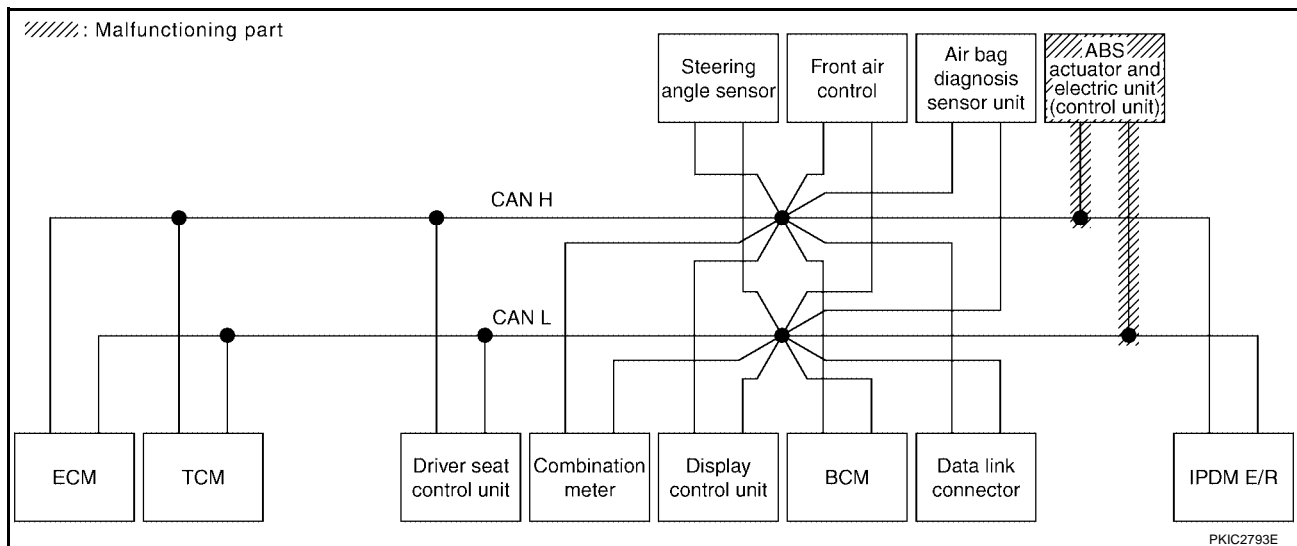 : Malfunctioning part
Steering
angle sensor
Front air
control
Air bag
diagnosis
sensor unit
ABS
actuator and
electric unit
(control unit)
CAN H
CAN L
ECM
TCM
Driver seat
control unit
Combination
meter
Display
control unit
BCM
Data link
connector
IPDM E/R
PKIC2793E